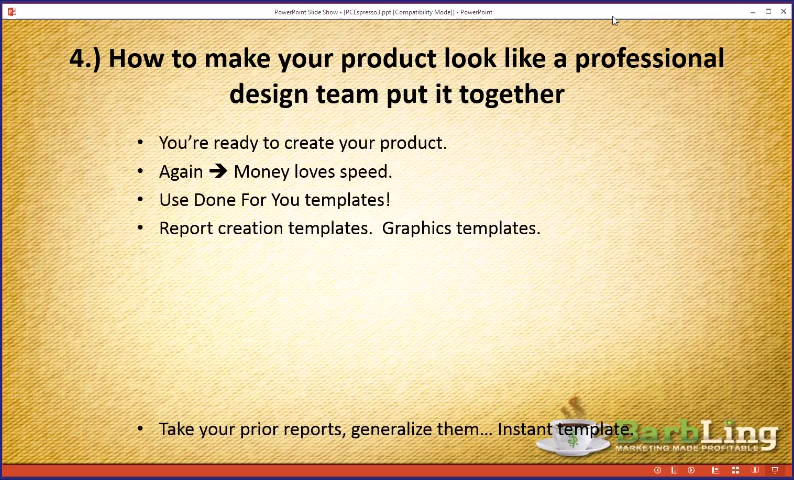 PowerPoint Slide Show - [PCLspresso3.ppt [Compatibility Mode]] - PowerPoint
4.) How to make your product look like a professional
design team put it together
• You're ready to create your product.
• Again ➔ Money loves speed.
• Use Done For You templates!
• Report creation templates.  Graphics templates.
• Take your prior reports, generalize them… Instant template.
BarbLing
MARKETING MADE PROFITABLE